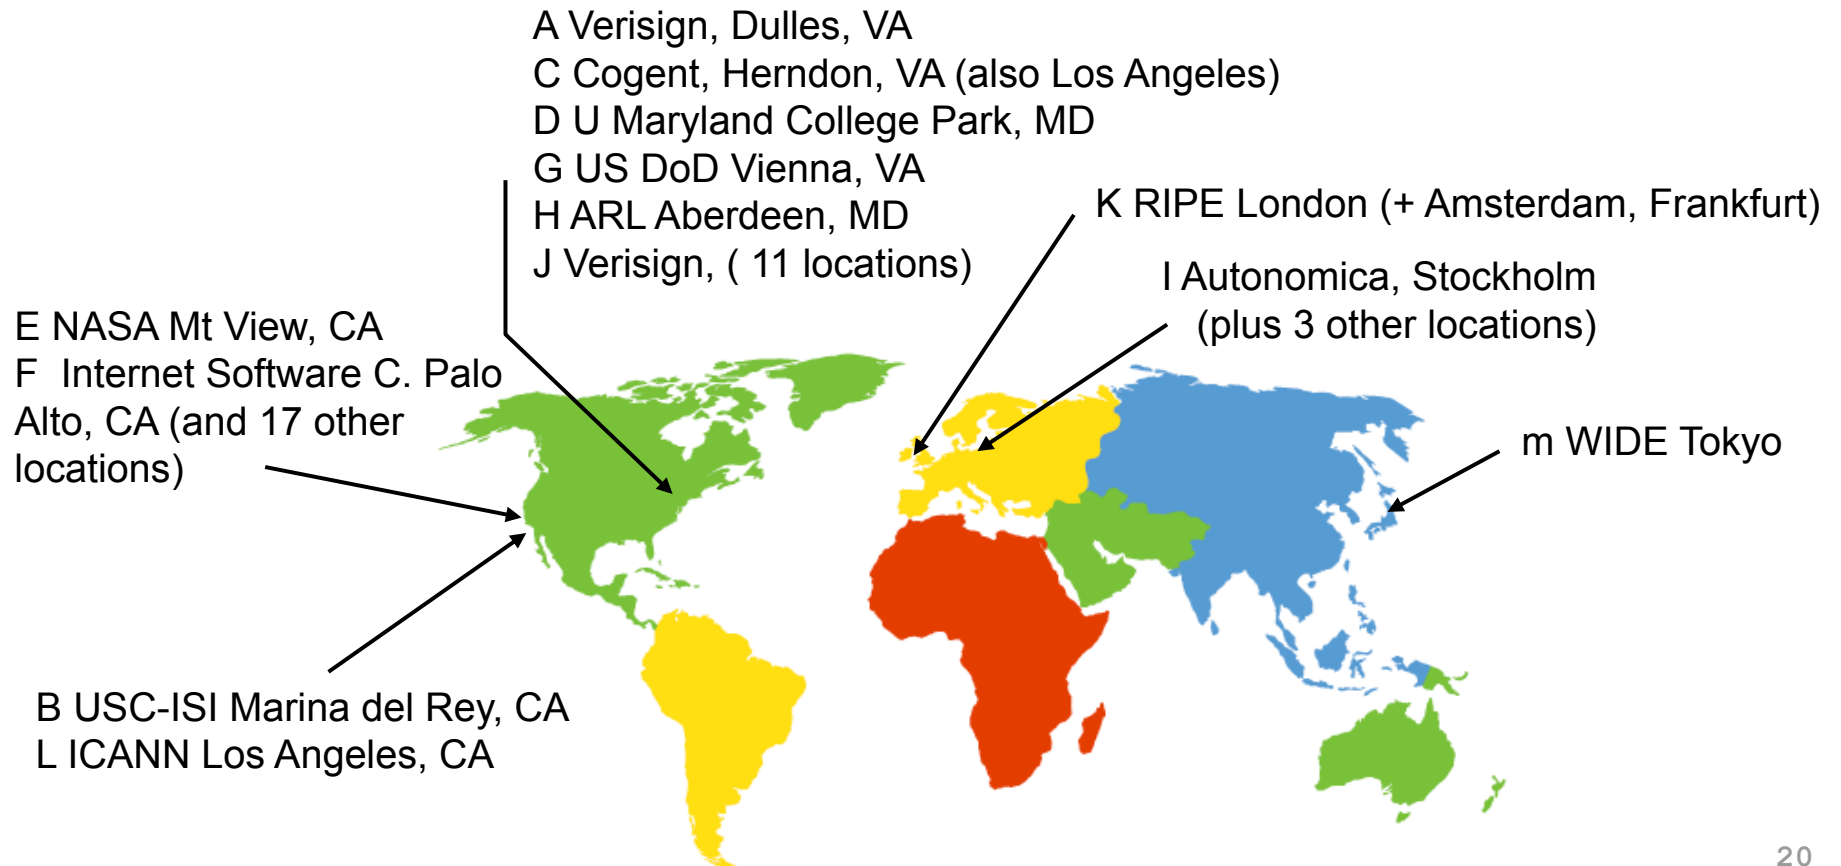 A Verisign, Dulles, VA
C Cogent, Herndon, VA (also Los Angeles)
D U Maryland College Park, MD
G US DoD Vienna, VA
H ARL Aberdeen, MD
J Verisign, ( 11 locations)
K RIPE London (+ Amsterdam, Frankfurt)
I Autonomica, Stockholm
(plus 3 other locations)
E NASA Mt View, CA
F Internet Software C. Palo
Alto, CA (and 17 other
locations)
m WIDE Tokyo
B USC-ISI Marina del Rey, CA
L ICANN Los Angeles, CA
20